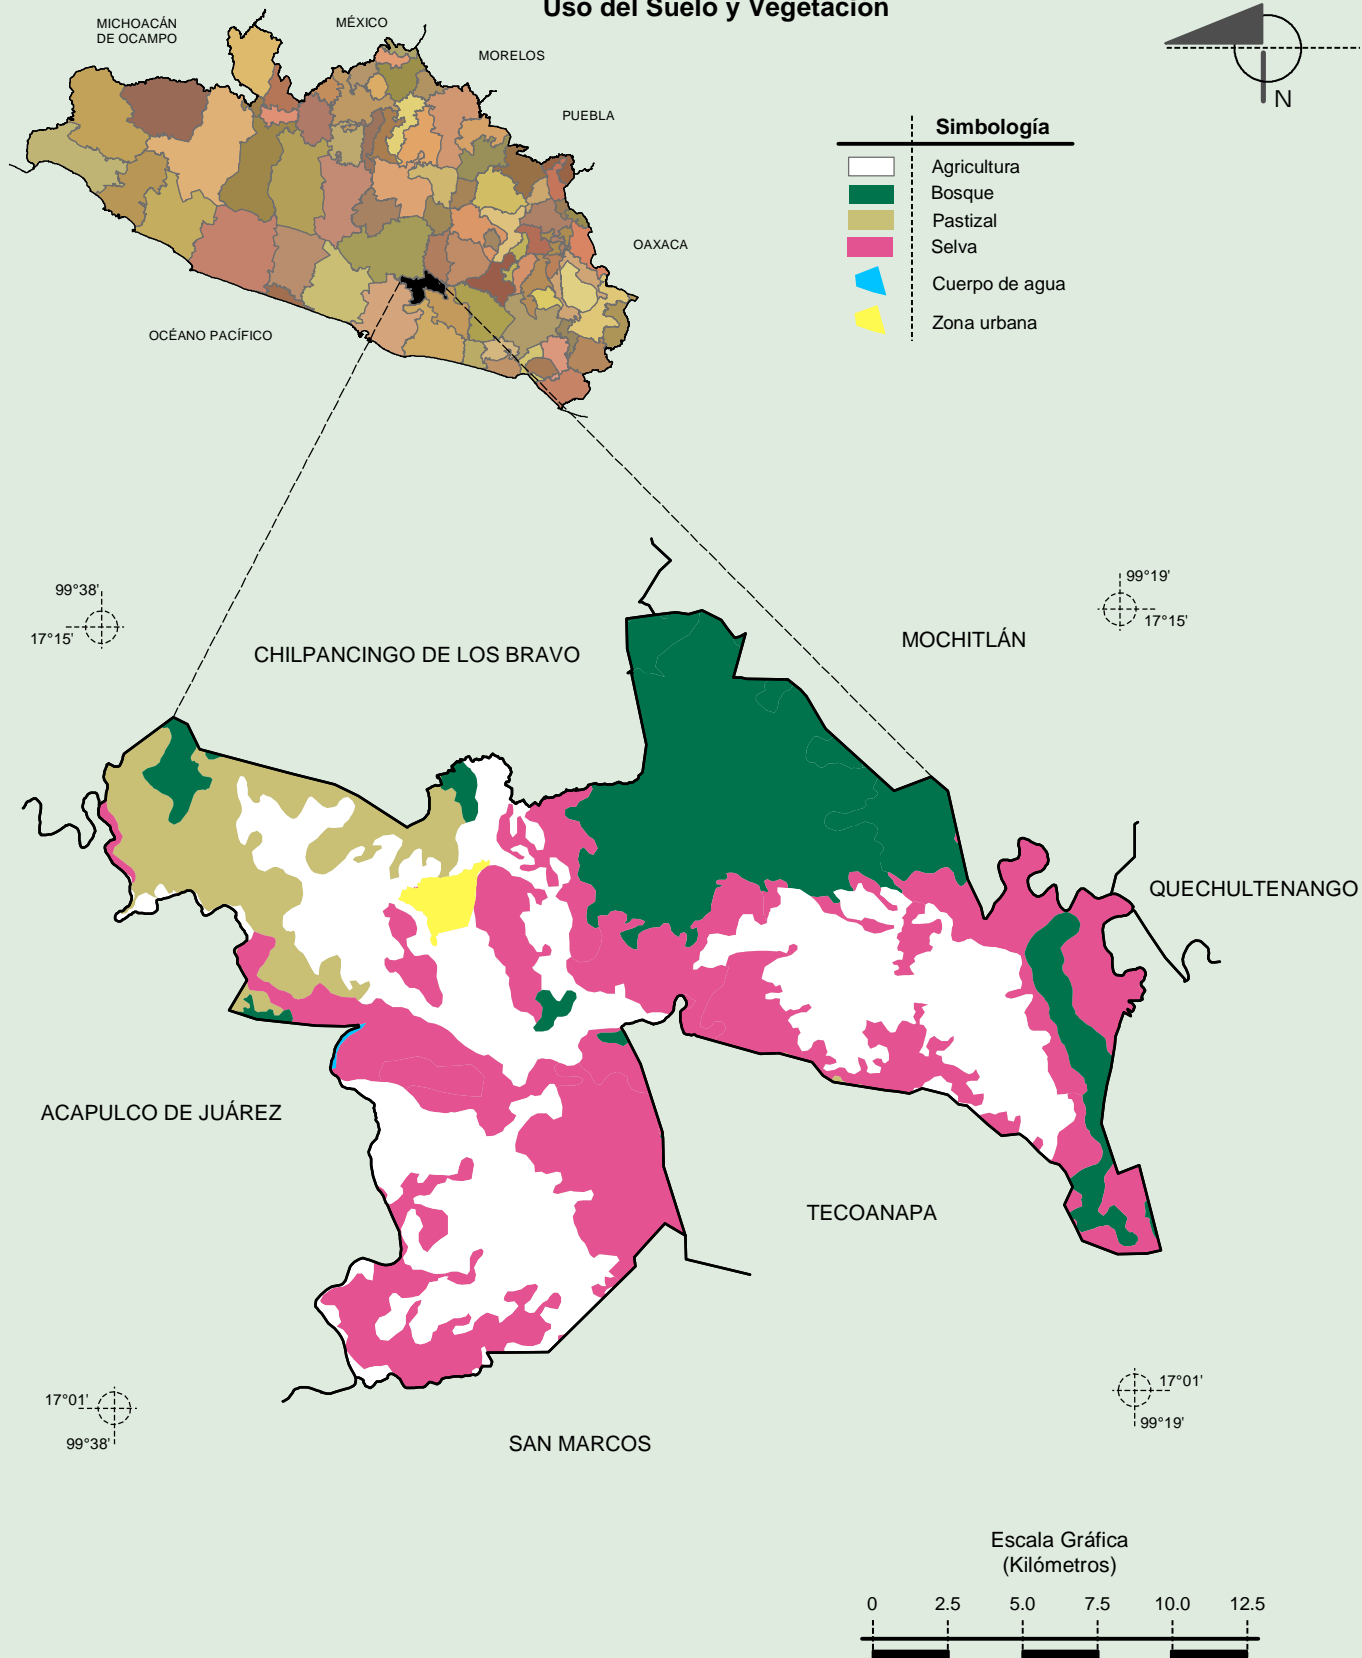 Uso del Suelo y Vegetación
MICHOACÁN
DE OCAMPO
MÉXICO
MORELOS
PUEBLA
OAXACA
OCÉANO PACÍFICO
N
Simbología
Agricultura
Bosque
Pastizal
Selva
Cuerpo de agua
Zona urbana
99°38'
17°15'
99°19'
17°15'
CHILPANCINGO DE LOS BRAVO
MOCHITLÁN
QUECHULTENANGO
ACAPULCO DE JUÁREZ
TECOANAPA
17°01'
99°38'
17°01'
99°19'
SAN MARCOS
Escala Gráfica
(Kilómetros)
0 2.5 5.0 7.5 10.0 12.5